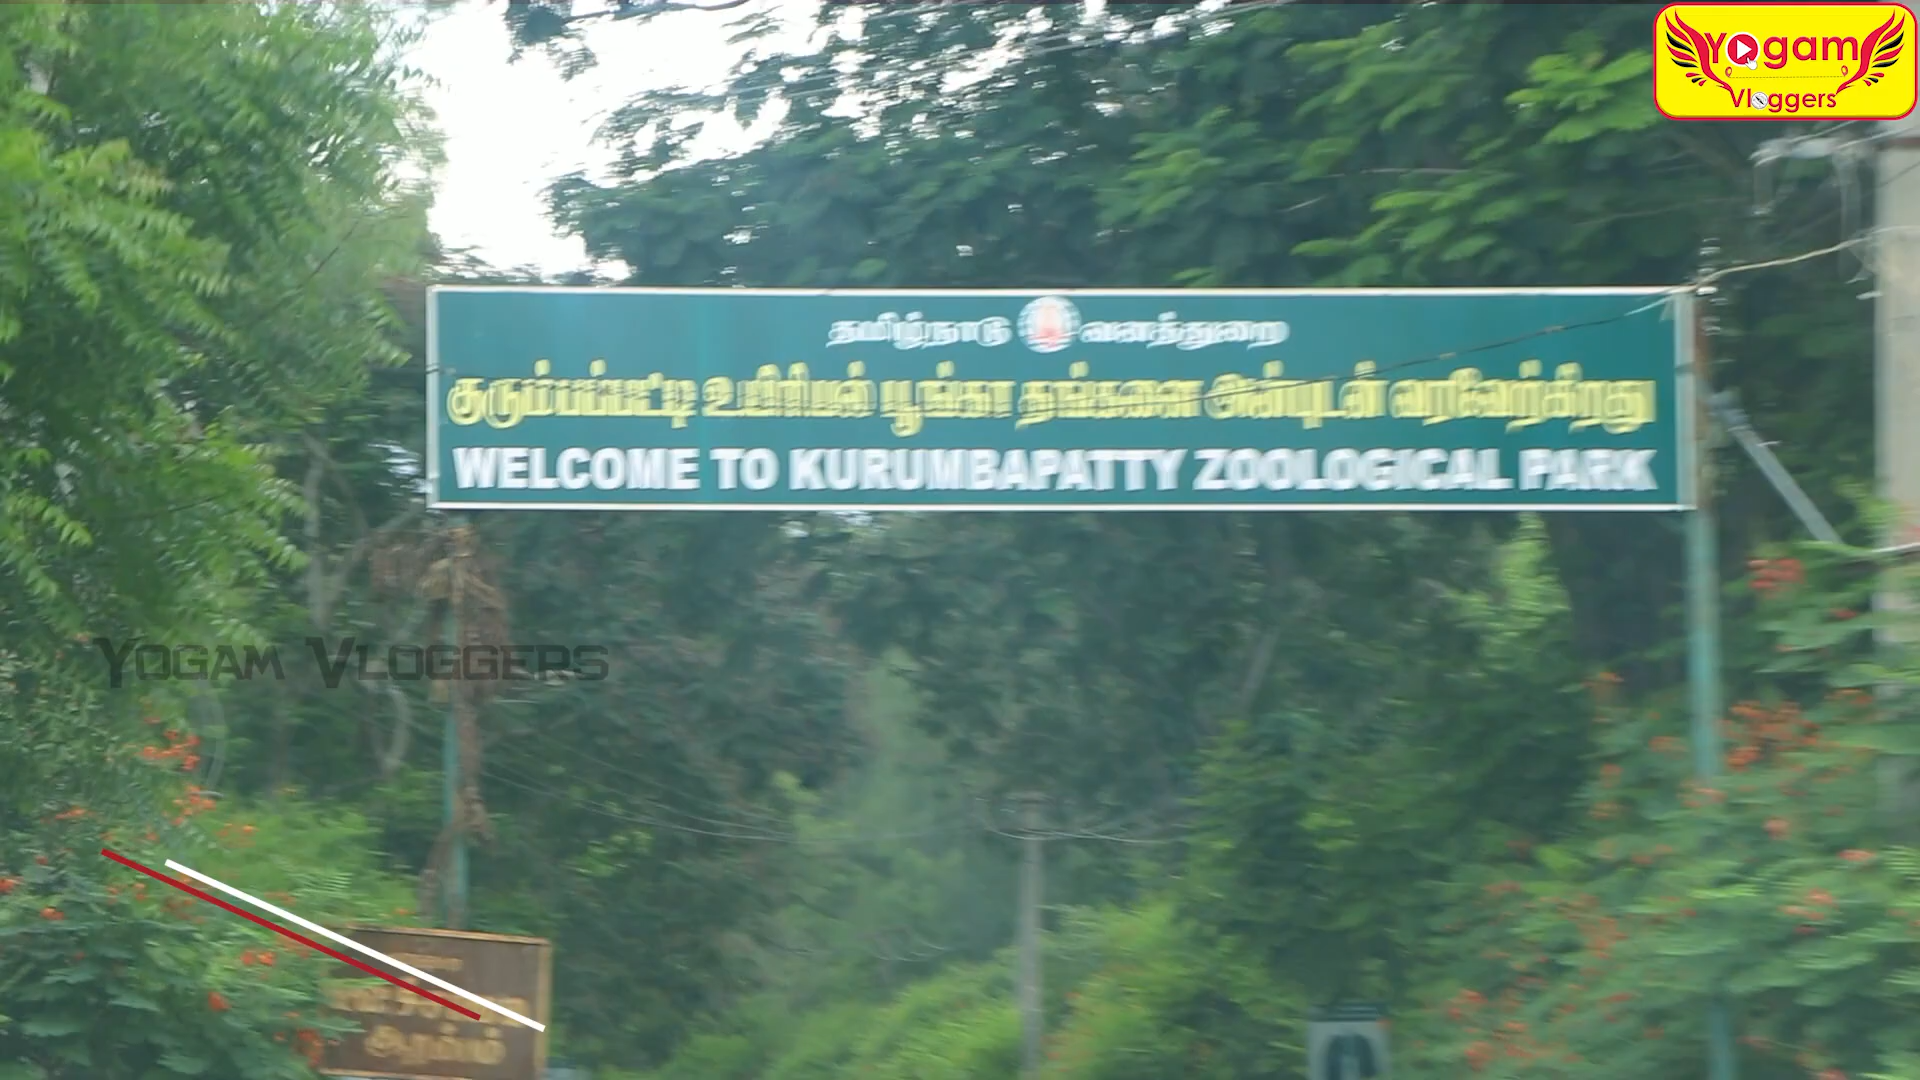 Yogam
Vloggers
தமிழ்நாடு வனத்துறை
குரும்பப்பட்டி உயிரியல் பூங்கா தங்களை அன்புடன் வரவேற்கிறது
WELCOME TO KURUMBAPATTY ZOOLOGICAL PARK
YOGAM VLOGGERS